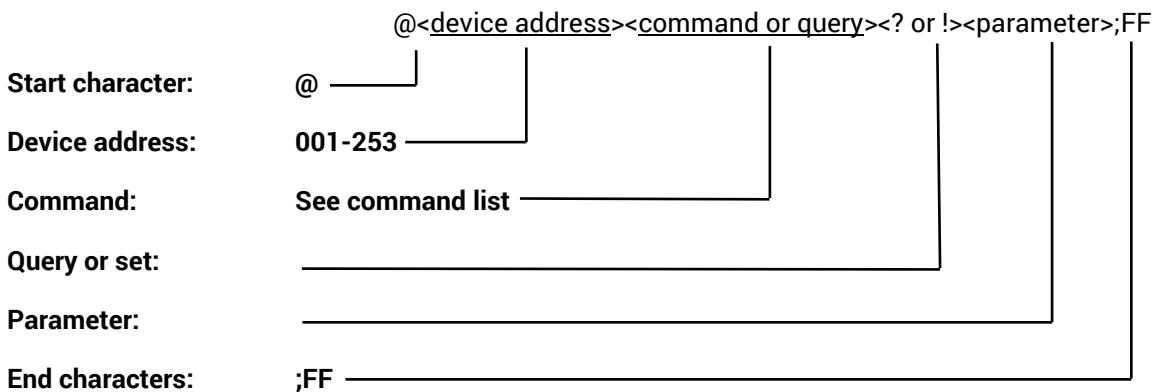 @<device address><command or query><? or !><parameter>;FF
Start character: @
Device address: 001-253
Command: See command list
Query or set:
Parameter:
End characters: ;FF